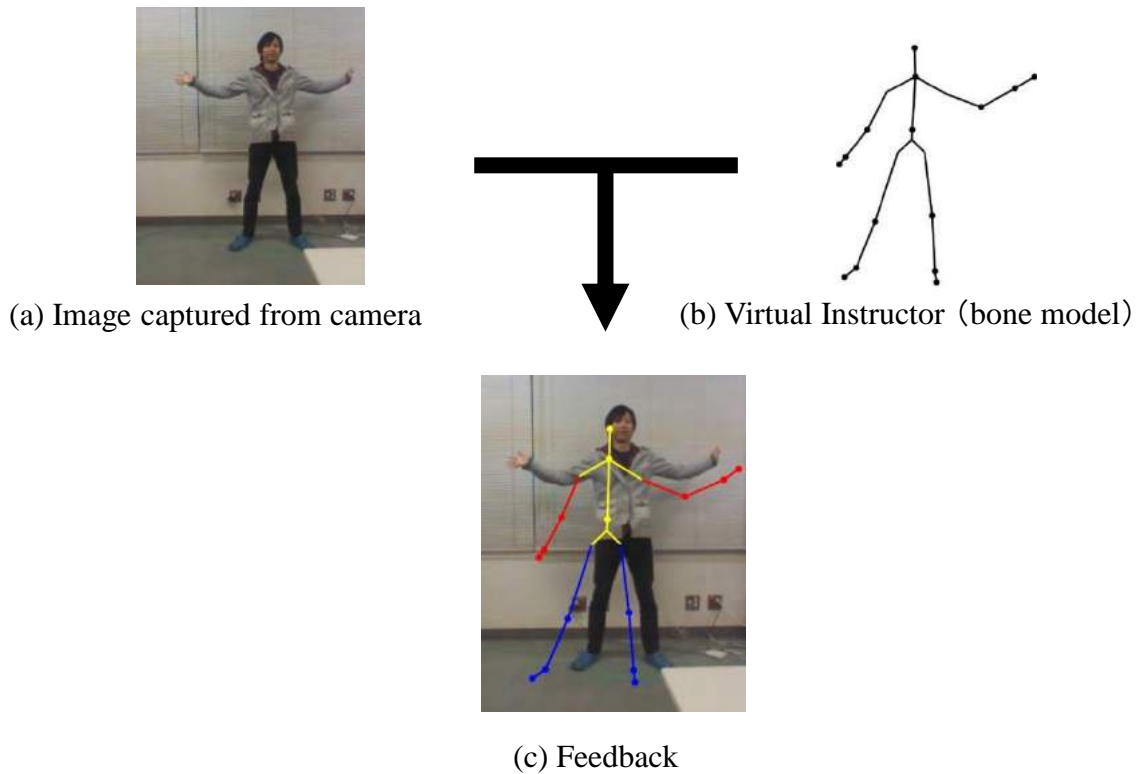 (a) Image captured from camera
(b) Virtual Instructor（bone model）
(c) Feedback